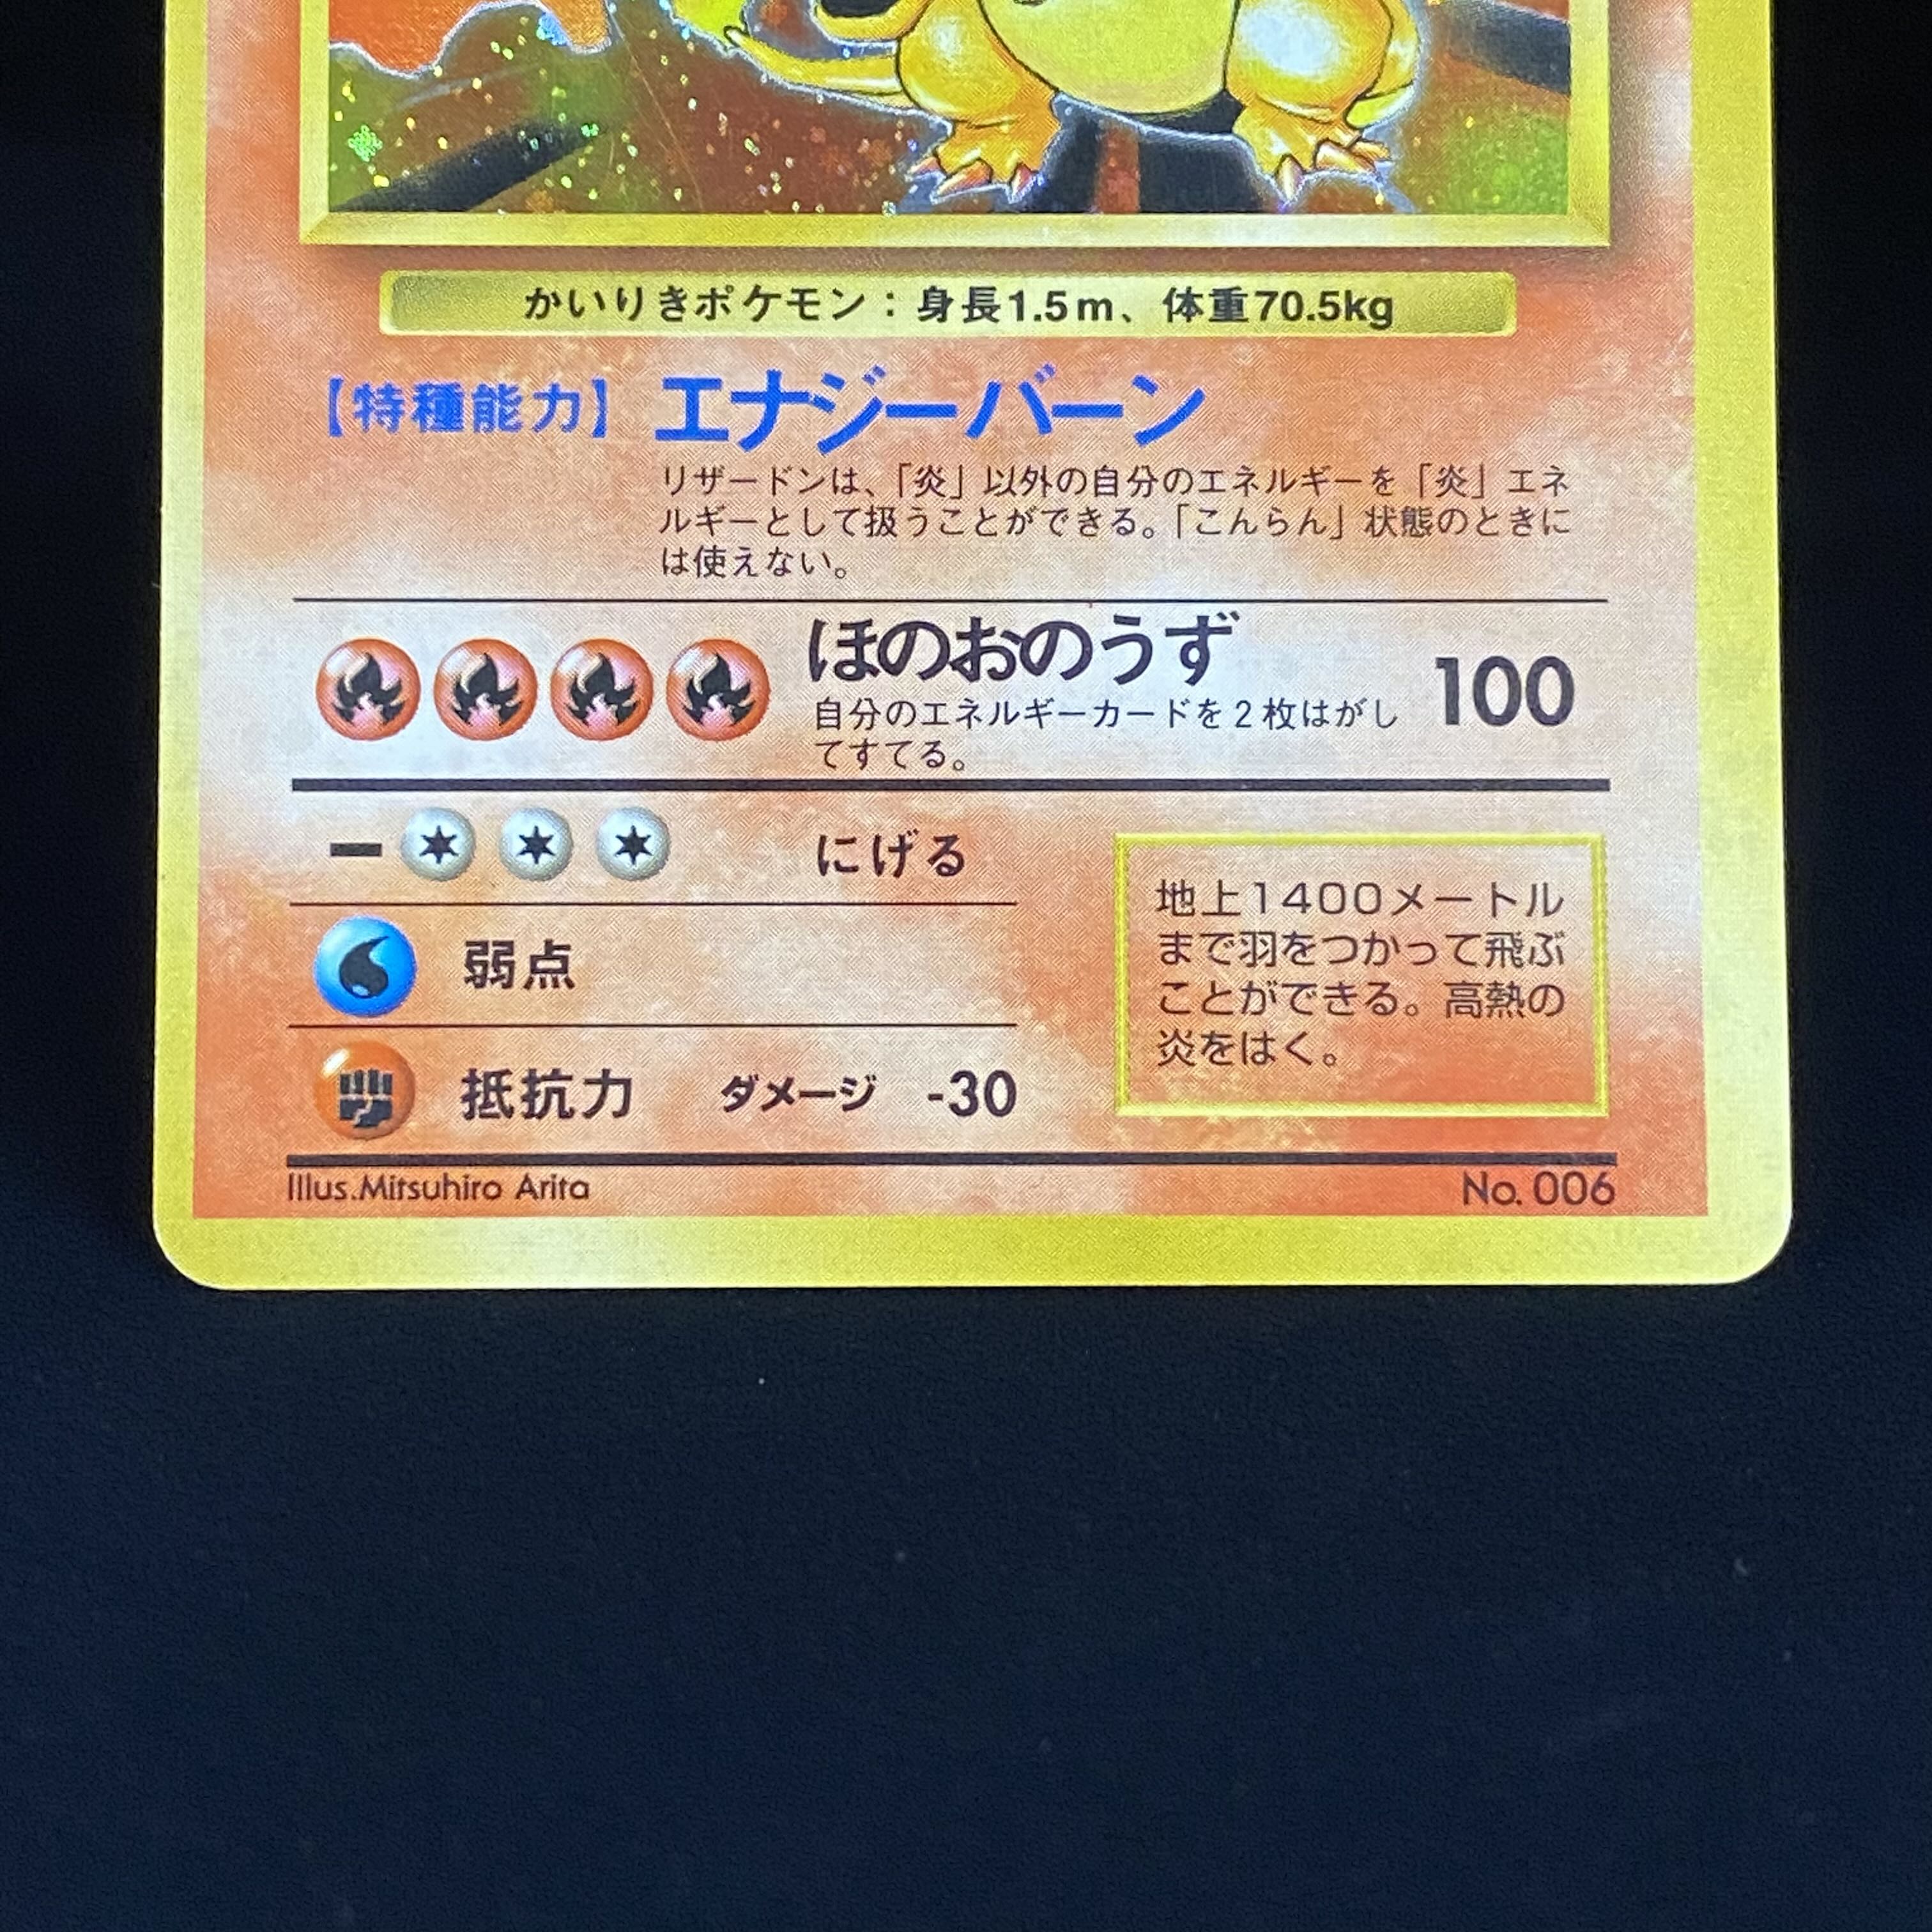 かいりきポケモン：身長1.5m、体重70.5kg
【特種能力】 エナジーバーン
リザードンは、「炎」以外の自分のエネルギーを「炎」エネ
ルギーとして扱うことができる。「こんらん」状態のときに
は使えない。
ほのおのうず 100
自分のエネルギーカードを2枚はがし
てすてる。
ー にげる
弱点
抵抗力 ダメージ -30
地上1400メートル
まで羽をつかって飛ぶ
ことができる。高熱の
炎をはく。
Illus.Mitsuhiro Arita
No. 006